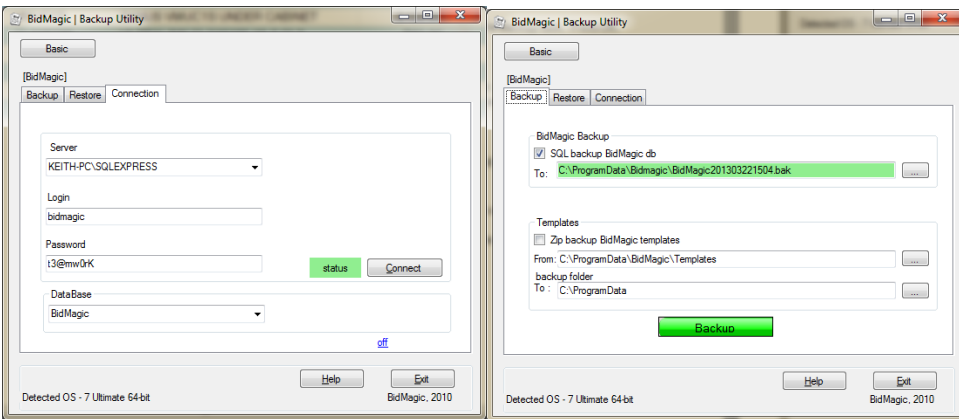 BidMagic | Backup Utility
Basic
[BidMagic]
Backup Restore Connection
Server
KEITH-PC\SQLEXPRESS
Login
bidmagic
Password
t3@mw0rK
status Connect
DataBase
BidMagic
off
Help Exit
Detected OS - 7 Ultimate 64-bit BidMagic, 2010
BidMagic | Backup Utility
Basic
[BidMagic]
Backup Restore Connection
BidMagic Backup
SQL backup BidMagic db
To: C:\ProgramData\Bidmagic\BidMagic201303221504.bak ...
Templates
Zip backup BidMagic templates
From: C:\ProgramData\BidMagic\Templates ...
backup folder
To : C:\ProgramData ...
Backup
Help Exit
Detected OS - 7 Ultimate 64-bit BidMagic, 2010